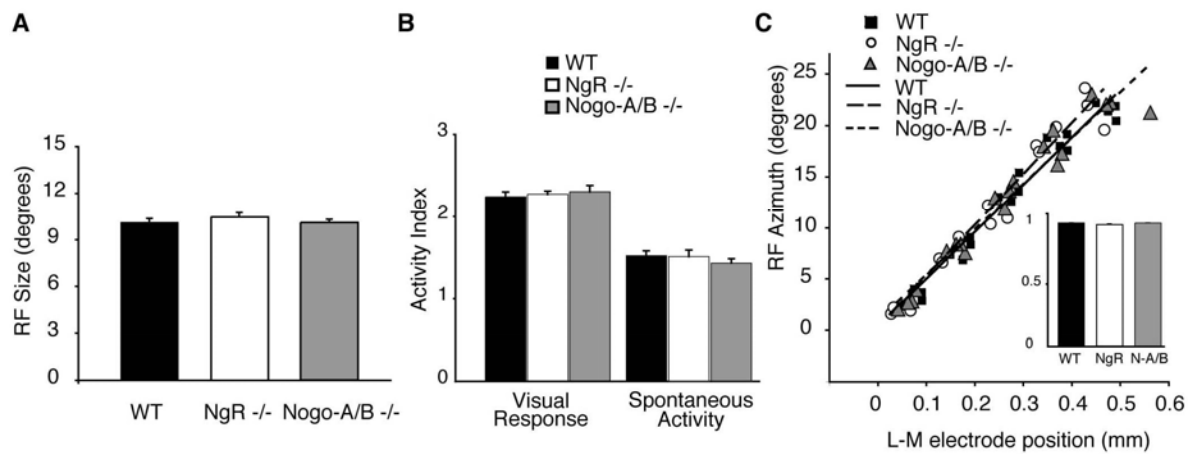 A
RF Size (degrees)
15
12
9
6
3
0
WT NgR -/- Nogo-A/B -/-
B
WT
NgR -/-
Nogo-A/B -/-
Activity Index
3
2
1
0
Visual Response
Spontaneous Activity
C
WT
NgR -/-
Nogo-A/B -/-
WT
NgR -/-
Nogo-A/B -/-
RF Azimuth (degrees)
25
20
15
10
5
0
1
0.5
0
WT NgR N-A/B
0 0.1 0.2 0.3 0.4 0.5 0.6
L-M electrode position (mm)